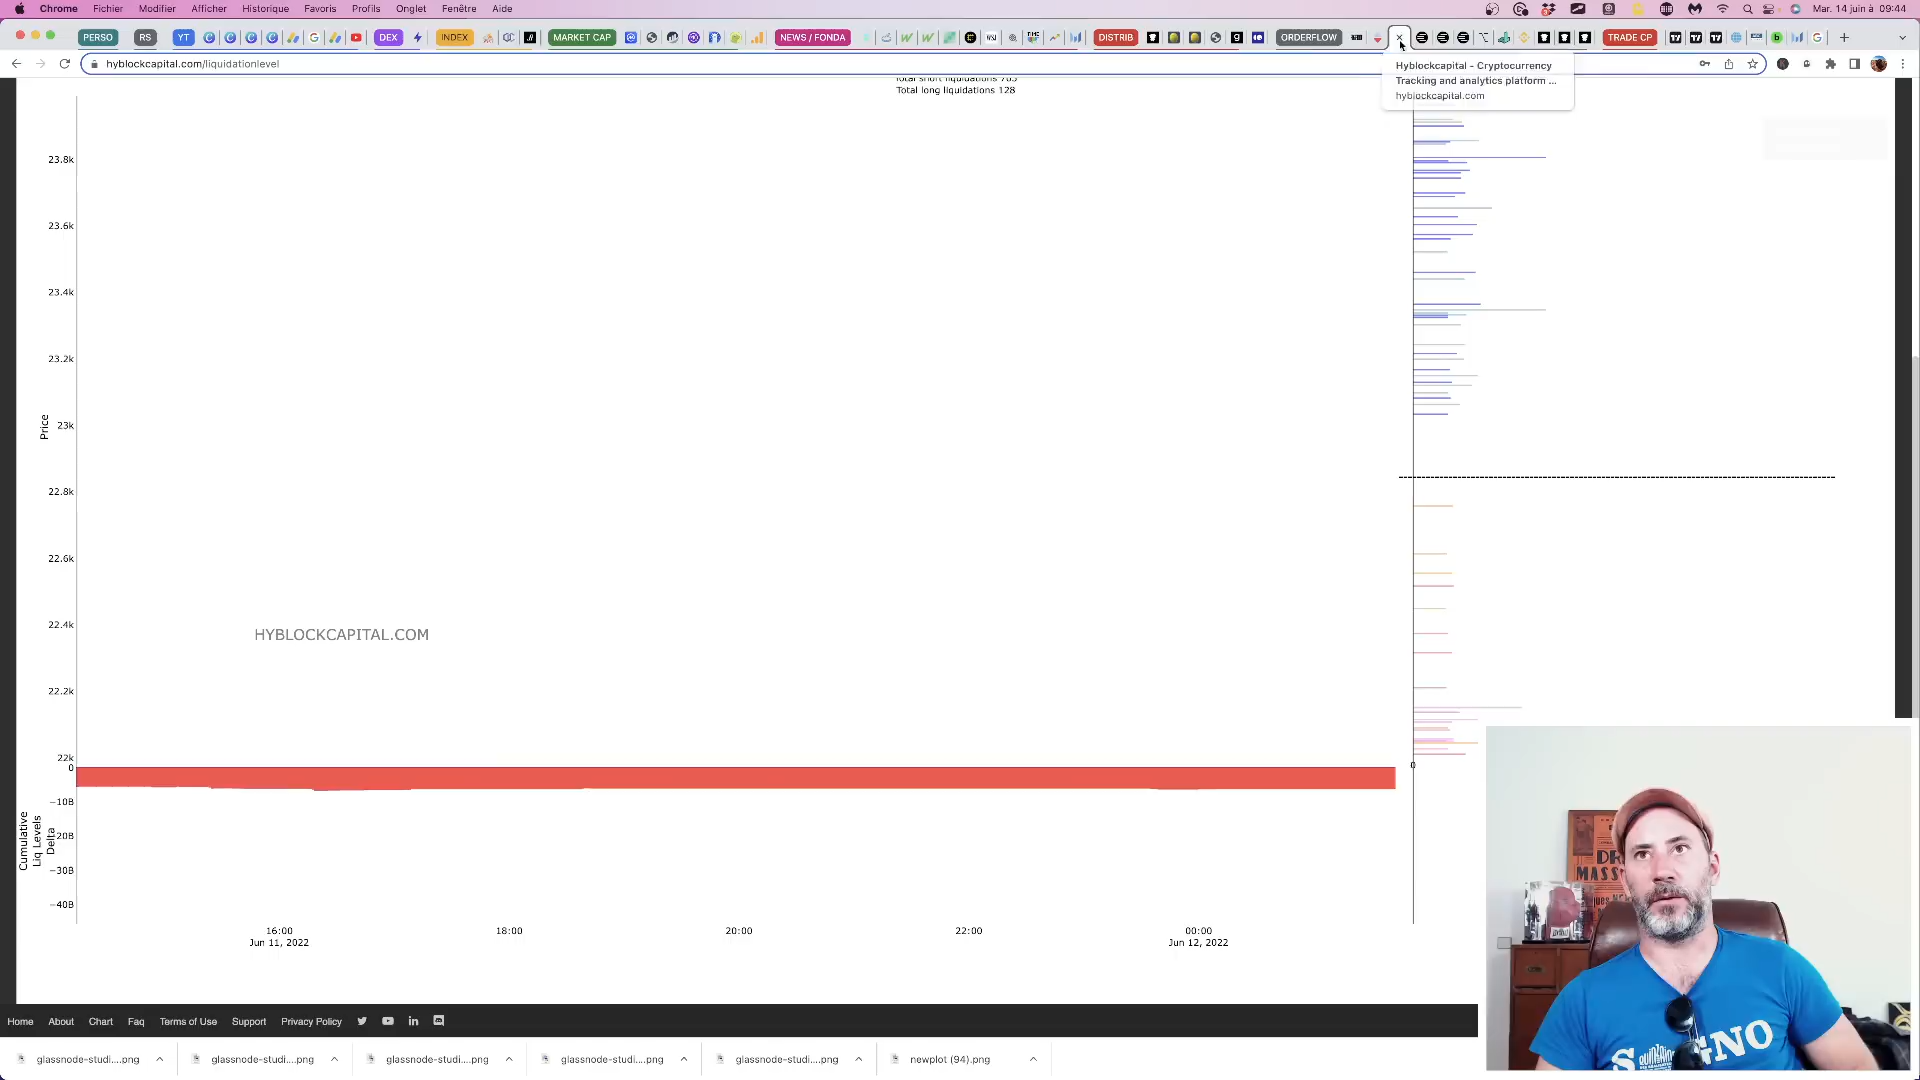 Chrome Fichier Modifier Afficher Historique Favoris Profils Onglet Fenêtre Aide Mar. 14 juin à 09:44
PERSO RS YT DEX INDEX MARKET CAP NEWS / FONDA DISTRIB ORDERFLOW TRADE CP
hyblockcapital.com/liquidationlevel
Hyblockcapital - Cryptocurrency
Tracking and analytics platform ...
hyblockcapital.com
Total short liquidations 705
Total long liquidations 128
23.8k
23.6k
23.4k
23.2k
23k
22.8k
22.6k
22.4k
22.2k
22k
Price
HYBLOCKCAPITAL.COM
0
0
−10B
−20B
−30B
−40B
Cumulative
Liq Levels
Delta
16:00 18:00 20:00 22:00 00:00
Jun 11, 2022 Jun 12, 2022
Home About Chart Faq Terms of Use Support Privacy Policy
glassnode-studi....png glassnode-studi....png glassnode-studi....png glassnode-studi....png glassnode-studi....png newplot (94).png